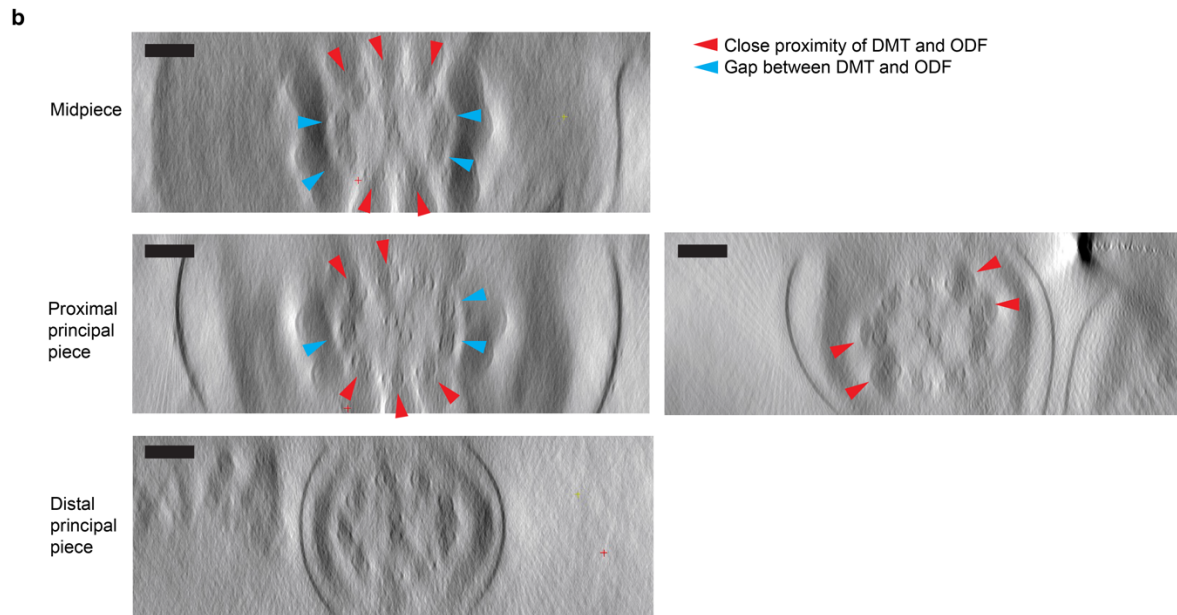 b
Close proximity of DMT and ODF
Gap between DMT and ODF
Midpiece
Proximal
principal
piece
Distal
principal
piece